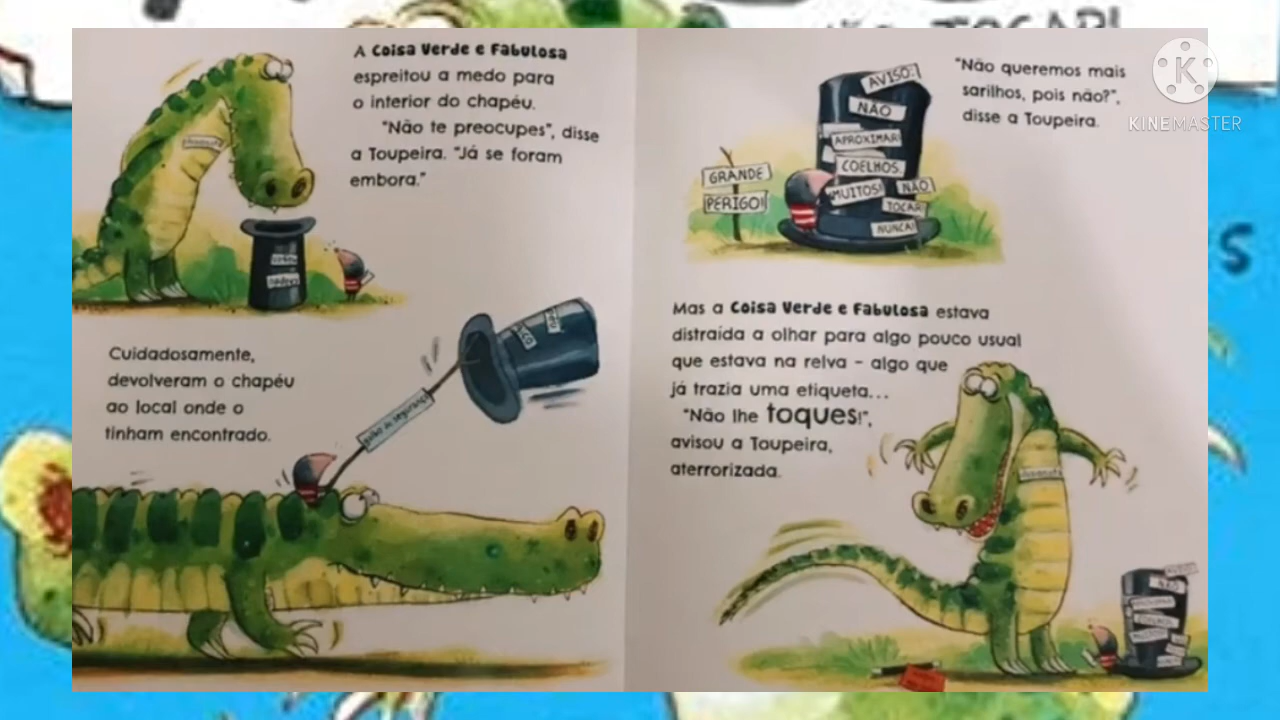 A Coisa Verde e Fabulosa
espreitou a medo para
o interior do chapéu.
"Não te preocupes", disse
a Toupeira. "Já se foram
embora."
Cuidadosamente,
devolveram o chapéu
ao local onde o
tinham encontrado.
"Não queremos mais
sarilhos, pois não?",
disse a Toupeira.
AVISO:
NÃO
APROXIMAR!
COELHOS.
MUITOS!
NÃO
TOCAR
NUNCA!
GRANDE
PERIGO!
Mas a Coisa Verde e Fabulosa estava
distraída a olhar para algo pouco usual
que estava na relva – algo que
já trazia uma etiqueta...
"Não lhe toques!",
avisou a Toupeira,
aterrorizada.
KINEMASTER
TOCAR!
S